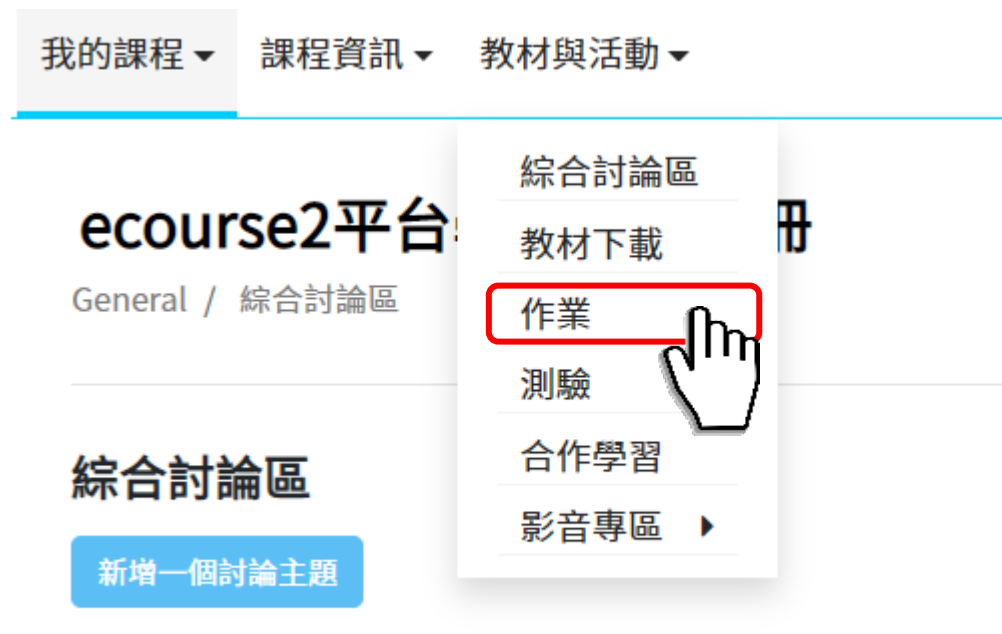 我的課程 課程資訊 教材與活動
綜合討論區
教材下載
作業
測驗
合作學習
影音專區
ecourse2平台 冊
General / 綜合討論區
綜合討論區
新增一個討論主題